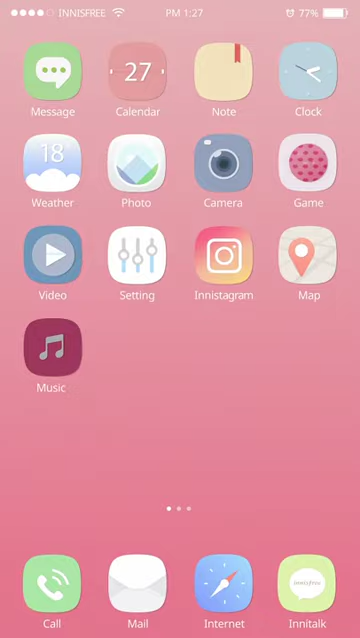 INNISFREE PM 1:27 77%
27
Message Calendar Note Clock
18
Weather Photo Camera Game
Video Setting Innistagram Map
Music
innisfree
Call Mail Internet Innitalk